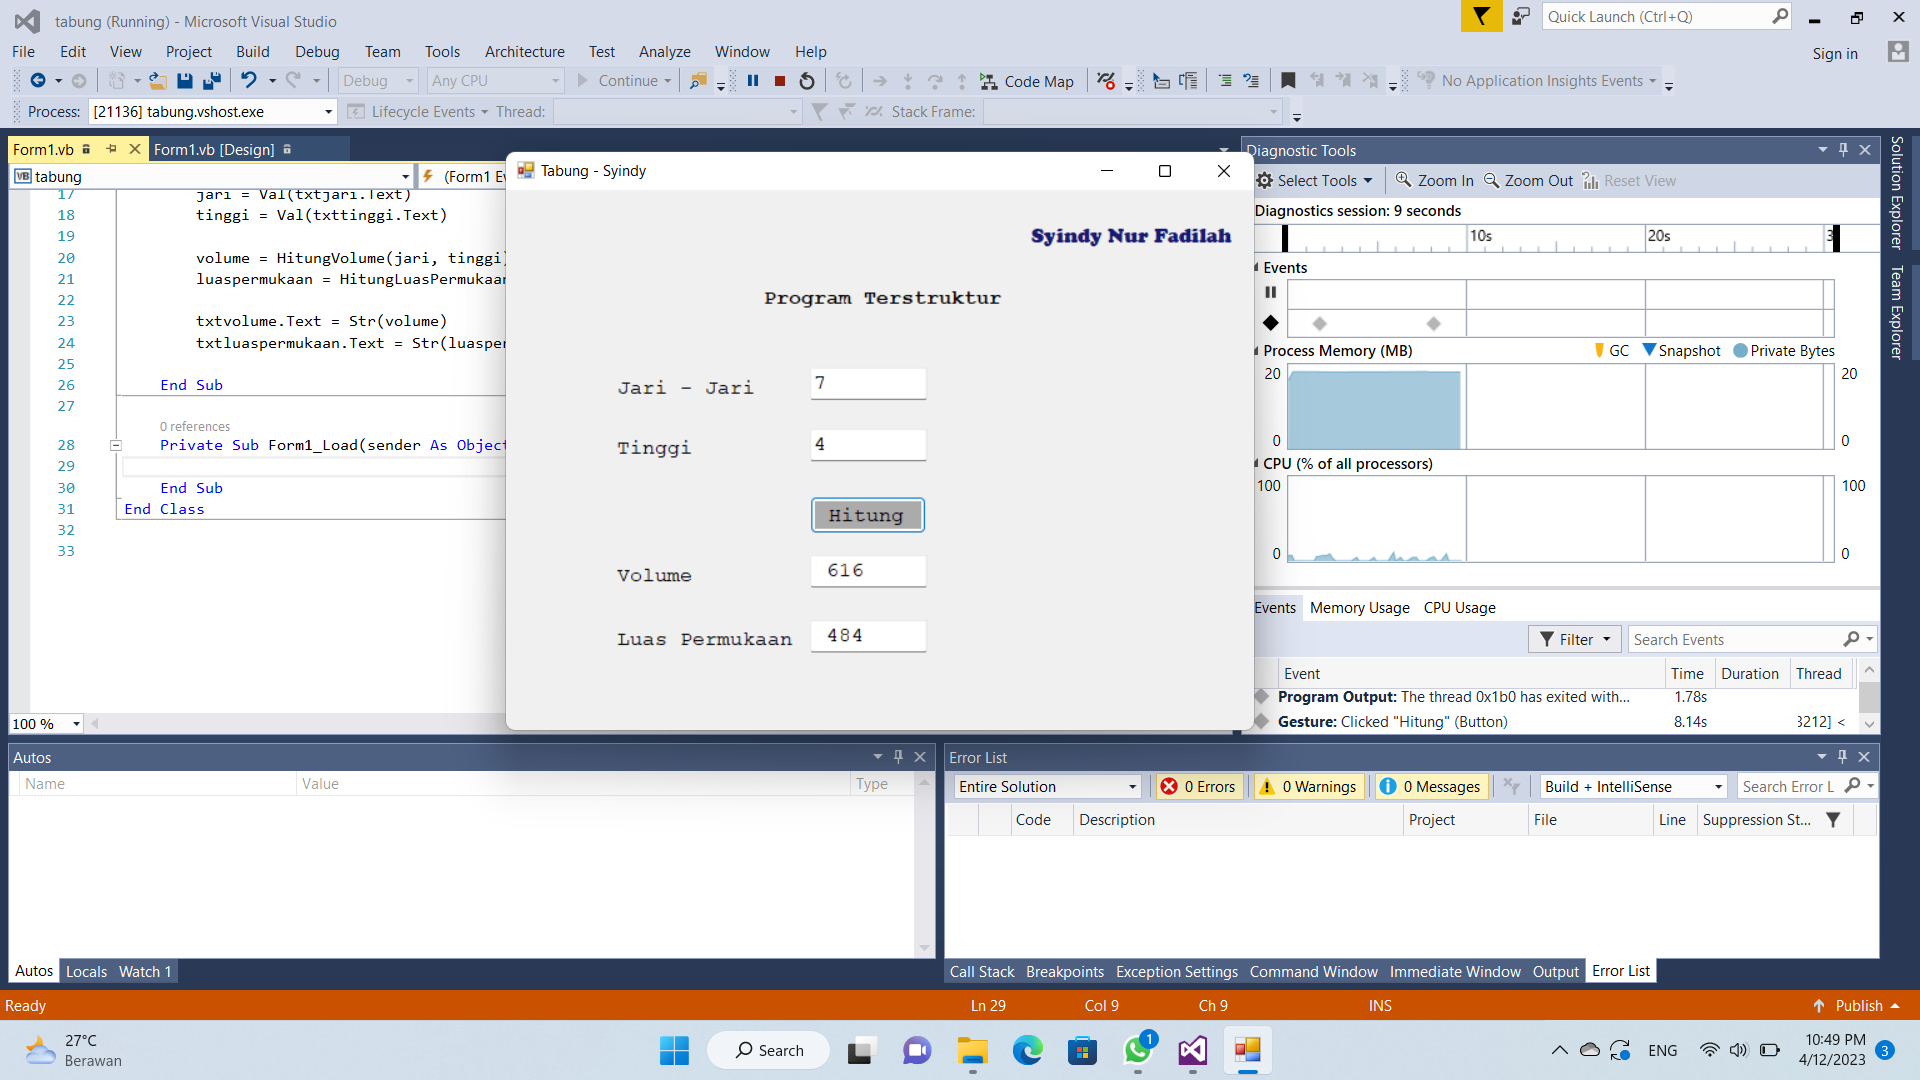 tabung (Running) - Microsoft Visual Studio
Quick Launch (Ctrl+Q)
File Edit View Project Build Debug Team Tools Architecture Test Analyze Window Help
Sign in
Debug Any CPU Continue Code Map No Application Insights Events
Process: [21136] tabung.vshost.exe Lifecycle Events Thread: Stack Frame:
Form1.vb Form1.vb [Design]
VB tabung (Form1 Ev
17 jari = Val(txtjari.Text)
18 tinggi = Val(txttinggi.Text)
19
20 volume = HitungVolume(jari, tinggi)
21 luaspermukaan = HitungLuasPermukaan
22
23 txtvolume.Text = Str(volume)
24 txtluaspermukaan.Text = Str(luasper
25
26 End Sub
27
0 references
28 Private Sub Form1_Load(sender As Object
29
30 End Sub
31 End Class
32
33
100 %
Tabung - Syindy
Syindy Nur Fadilah
Program Terstruktur
Jari - Jari 7
Tinggi 4
Hitung
Volume 616
Luas Permukaan 484
Diagnostic Tools
Select Tools Zoom In Zoom Out Reset View
Diagnostics session: 9 seconds
10s 20s 3
Events
Process Memory (MB) GC Snapshot Private Bytes
20 20
0 0
CPU (% of all processors)
100 100
0 0
Events Memory Usage CPU Usage
Filter Search Events
Event Time Duration Thread
Program Output: The thread 0x1b0 has exited with... 1.78s
Gesture: Clicked "Hitung" (Button) 8.14s 3212] <
Solution Explorer
Team Explorer
Autos
Name Value Type
Autos Locals Watch 1
Error List
Entire Solution 0 Errors 0 Warnings 0 Messages Build + IntelliSense Search Error L
Code Description Project File Line Suppression St...
Call Stack Breakpoints Exception Settings Command Window Immediate Window Output Error List
Ready Ln 29 Col 9 Ch 9 INS Publish
27°C
Berawan
Search
1
ENG
10:49 PM
4/12/2023
3